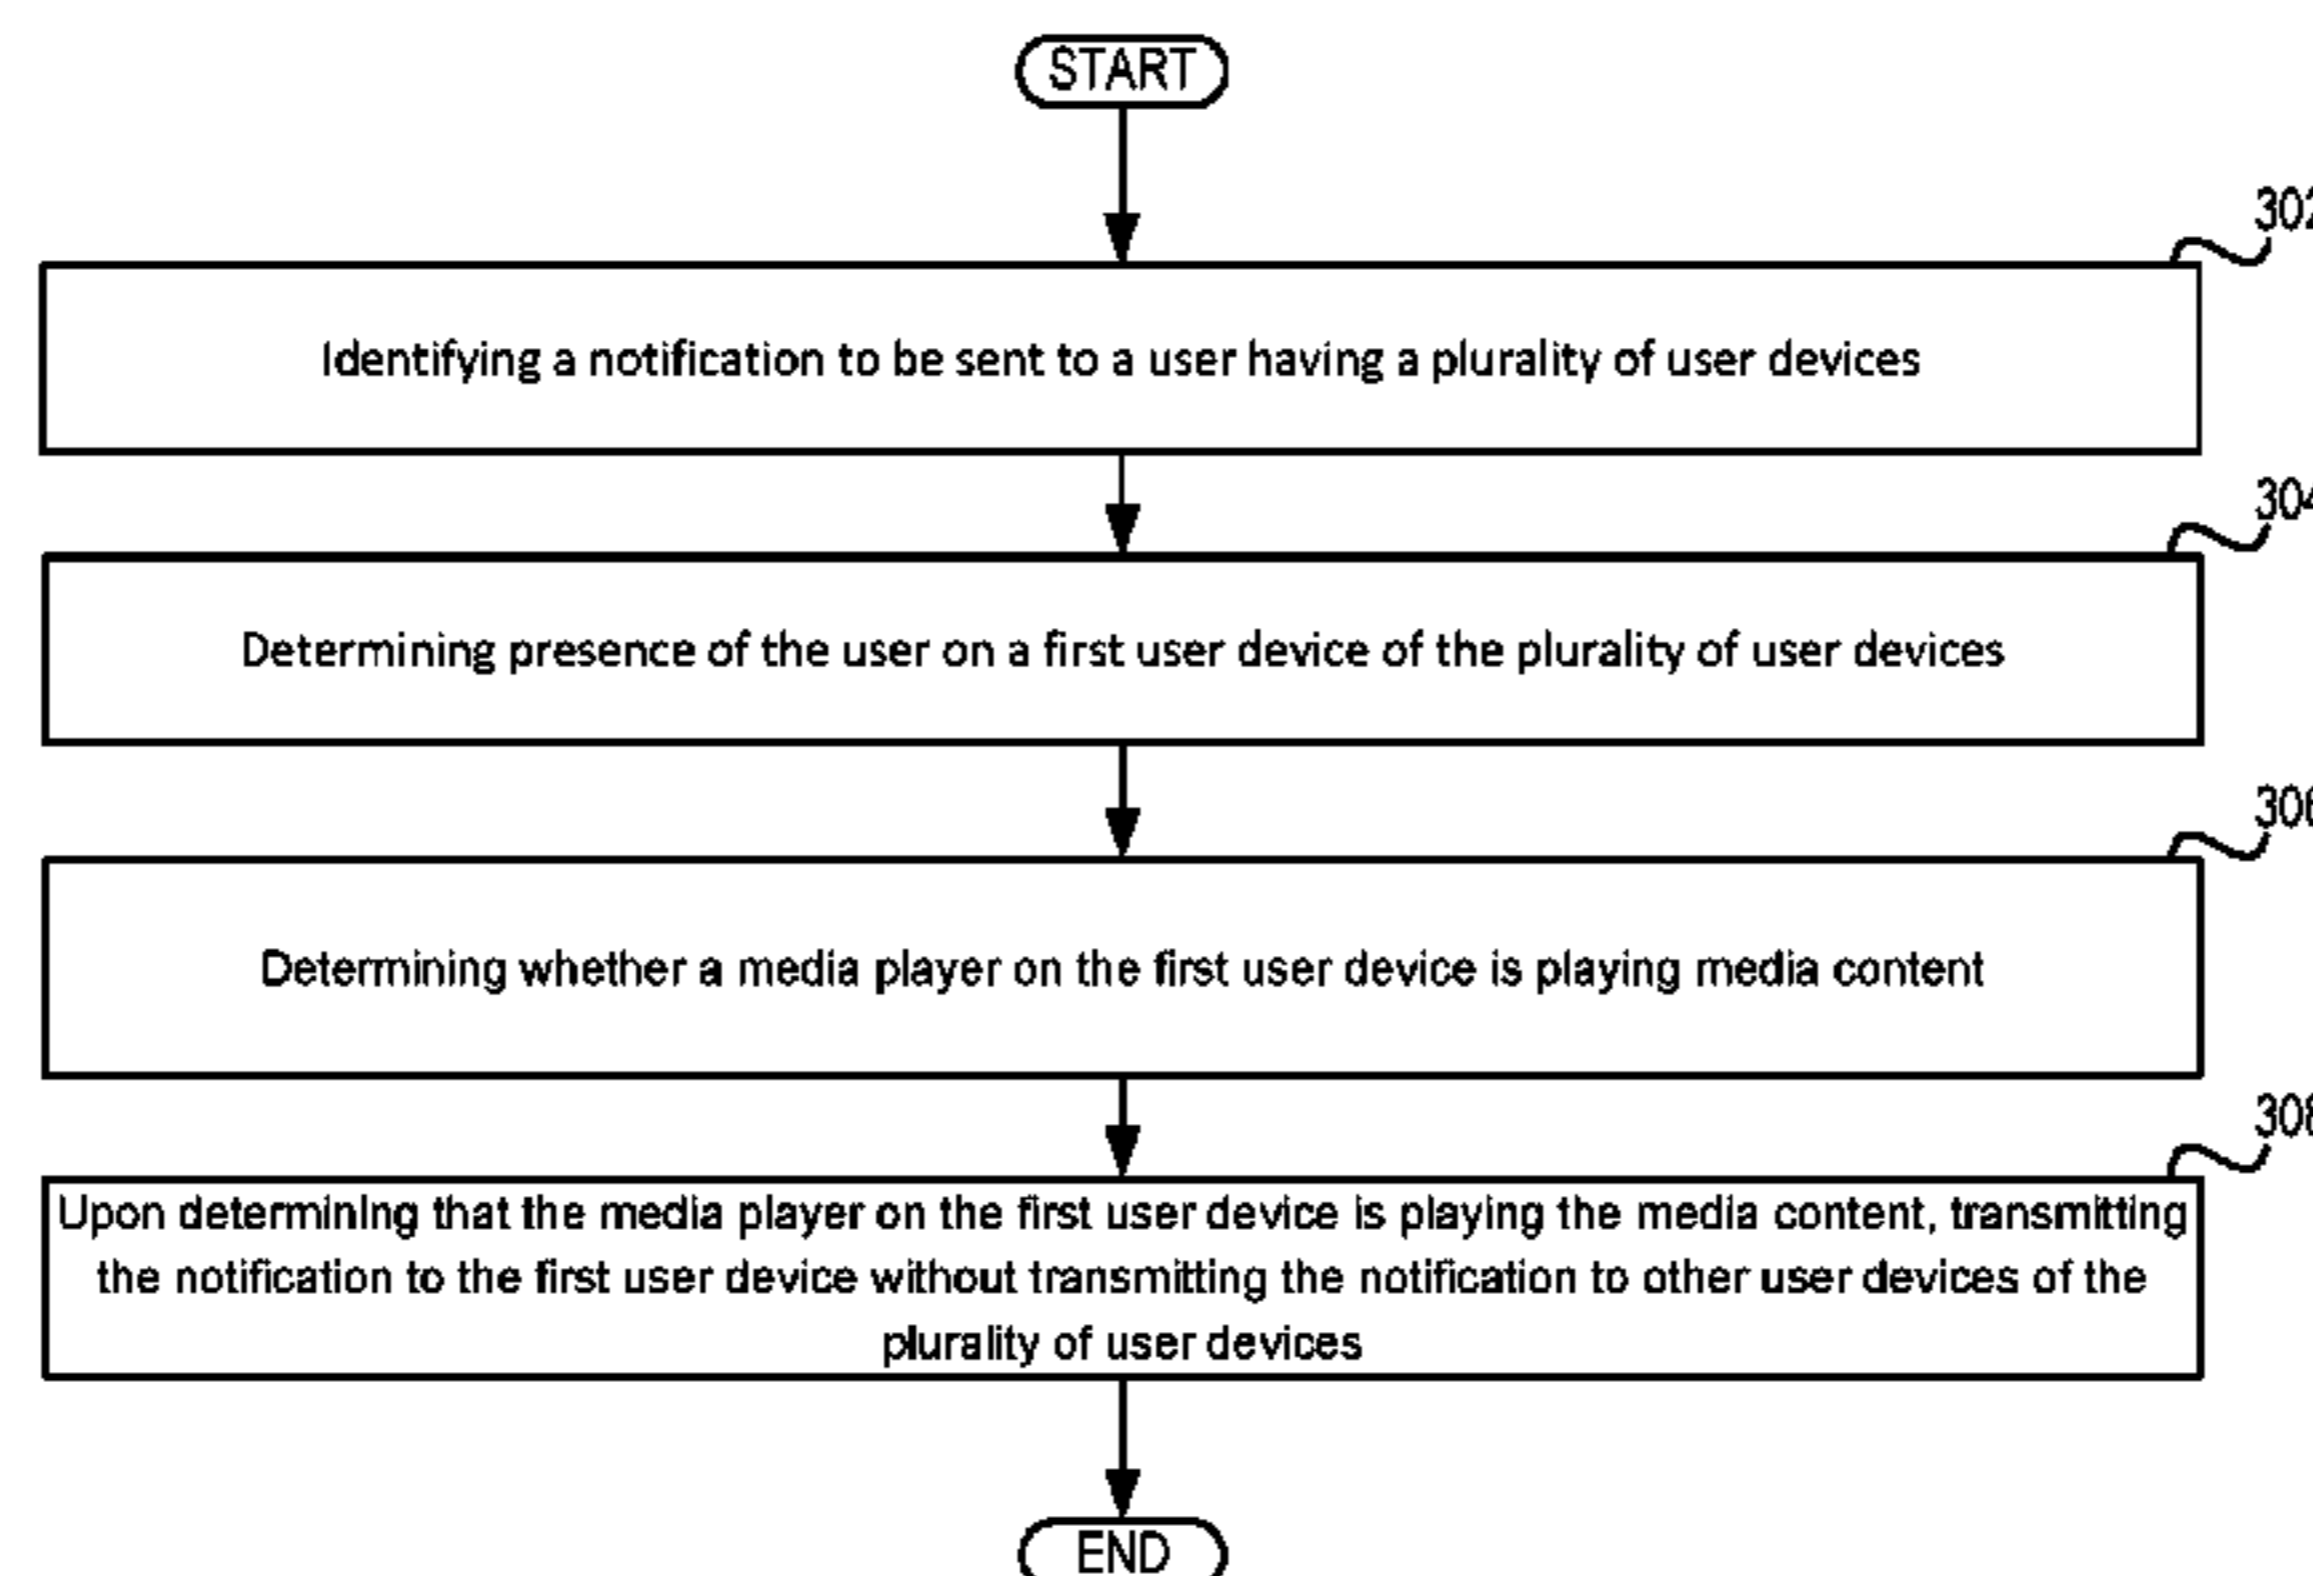 START
302
Identifying a notification to be sent to a user having a plurality of user devices
304
Determining presence of the user on a first user device of the plurality of user devices
306
Determining whether a media player on the first user device is playing media content
308
Upon determining that the media player on the first user device is playing the media content, transmitting
the notification to the first user device without transmitting the notification to other user devices of the
plurality of user devices
END